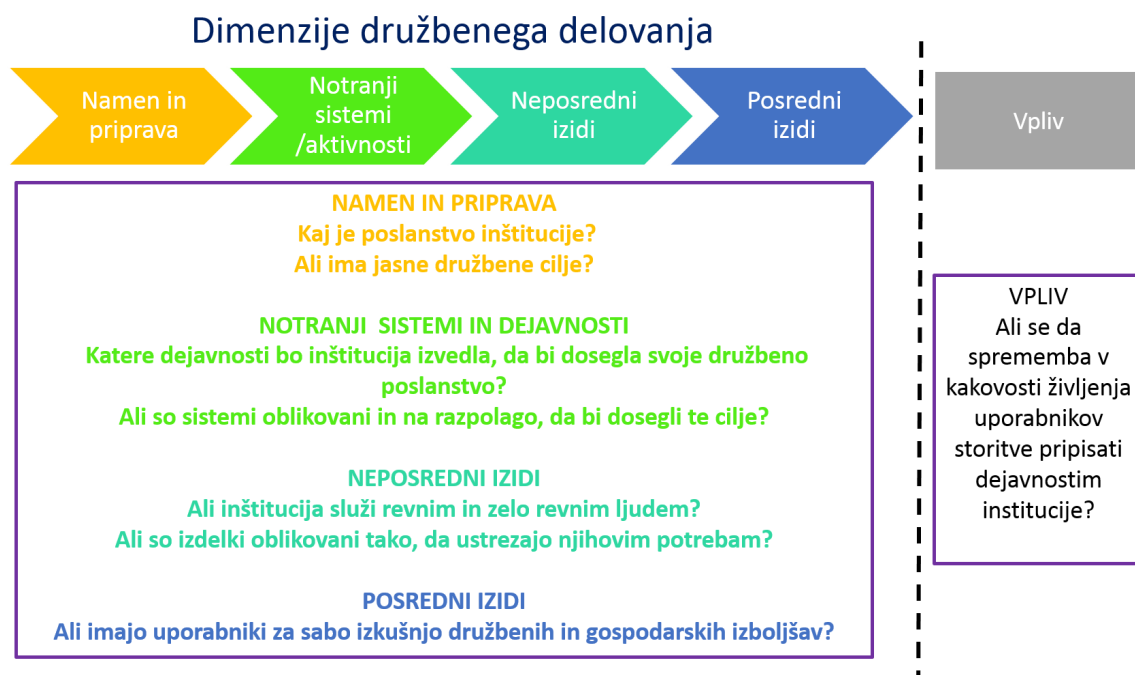 Dimenzije družbenega delovanja
Namen in
priprava
Notranji
sistemi
/aktivnosti
Neposredni
izidi
Posredni
izidi
Vpliv
NAMEN IN PRIPRAVA
Kaj je poslanstvo inštitucije?
Ali ima jasne družbene cilje?
NOTRANJI  SISTEMI IN DEJAVNOSTI
Katere dejavnosti bo inštitucija izvedla, da bi dosegla svoje družbeno
poslanstvo?
Ali so sistemi oblikovani in na razpolago, da bi dosegli te cilje?
NEPOSREDNI IZIDI
Ali inštitucija služi revnim in zelo revnim ljudem?
Ali so izdelki oblikovani tako, da ustrezajo njihovim potrebam?
POSREDNI IZIDI
Ali imajo uporabniki za sabo izkušnjo družbenih in gospodarskih izboljšav?
VPLIV
Ali se da
sprememba v
kakovosti življenja
uporabnikov
storitve pripisati
dejavnostim
institucije?